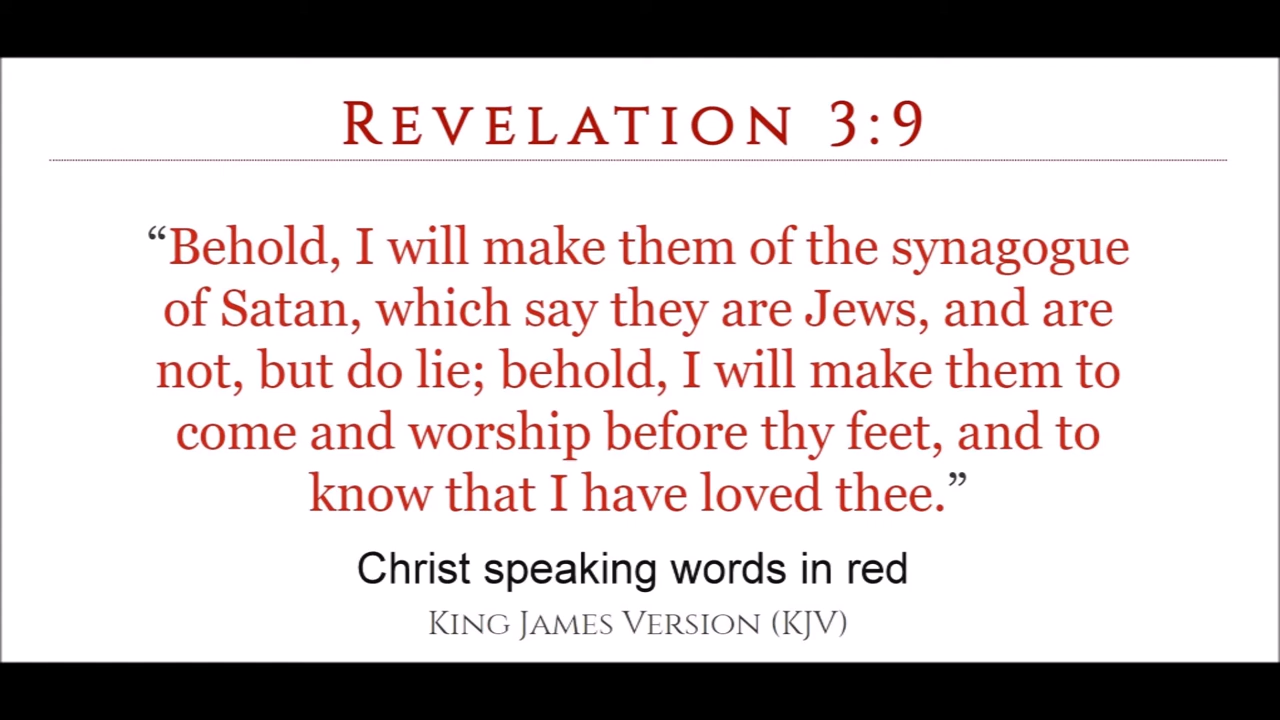 REVELATION 3:9
“Behold, I will make them of the synagogue
of Satan, which say they are Jews, and are
not, but do lie; behold, I will make them to
come and worship before thy feet, and to
know that I have loved thee.”
Christ speaking words in red
KING JAMES VERSION (KJV)